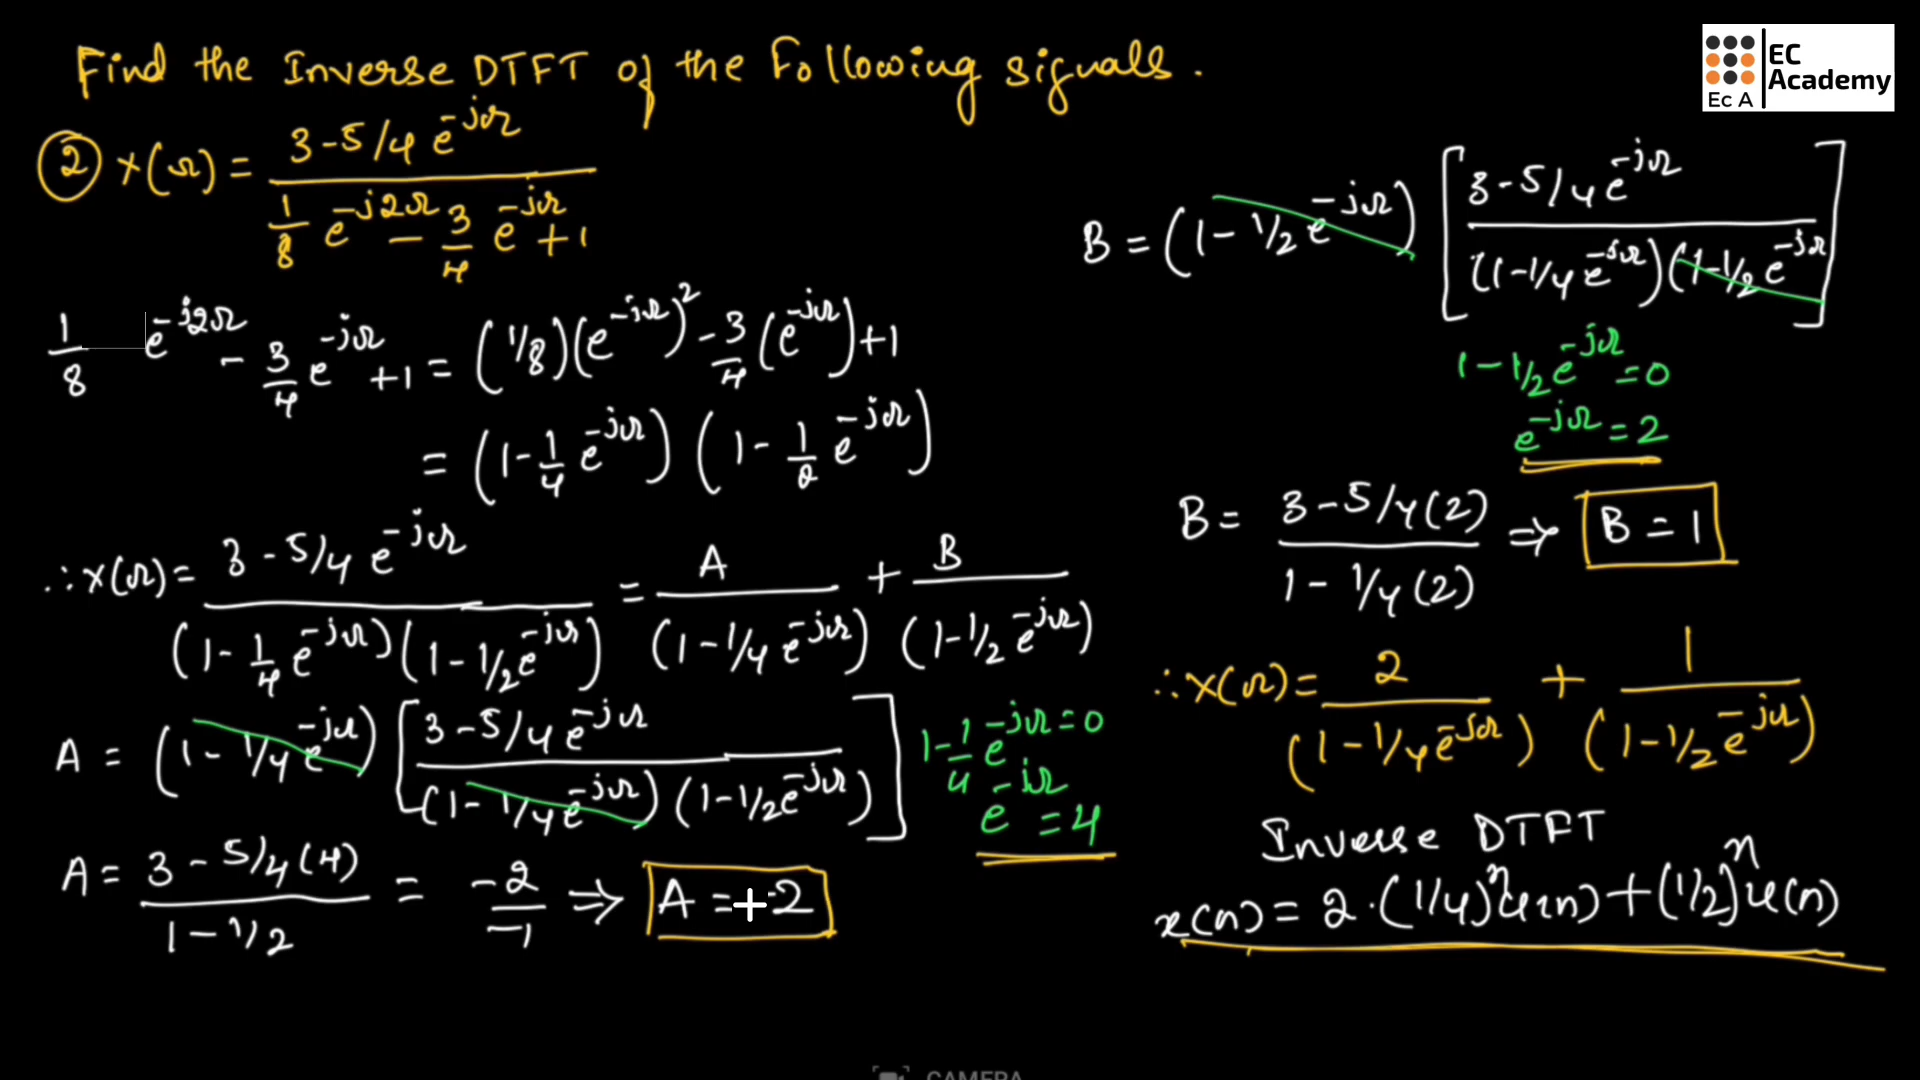 Find the Inverse DTFT of the Following signals.
EC Academy
Ec A
② X(Ω) = (3 - 5/4 e^{-jΩ}) / (1/8 e^{-j2Ω} - 3/4 e^{-jΩ} + 1)
1/8 e^{-j2Ω} - 3/4 e^{-jΩ} + 1 = (1/8)(e^{-jΩ})² - 3/4 (e^{-jΩ}) + 1
= (1 - 1/4 e^{-jΩ}) (1 - 1/2 e^{-jΩ})
∴ X(Ω) = (3 - 5/4 e^{-jΩ}) / ((1 - 1/4 e^{-jΩ})(1 - 1/2 e^{-jΩ})) = A / (1 - 1/4 e^{-jΩ}) + B / (1 - 1/2 e^{-jΩ})
A = (1 - 1/4 e^{-jΩ}) [(3 - 5/4 e^{-jΩ}) / ((1 - 1/4 e^{-jΩ})(1 - 1/2 e^{-jΩ}))]
1 - 1/4 e^{-jΩ} = 0
e^{-jΩ} = 4
A = (3 - 5/4(4)) / (1 - 1/2) = -2/-1 ⇒ A = +2
B = (1 - 1/2 e^{-jΩ}) [(3 - 5/4 e^{-jΩ}) / ((1 - 1/4 e^{-jΩ})(1 - 1/2 e^{-jΩ}))]
1 - 1/2 e^{-jΩ} = 0
e^{-jΩ} = 2
B = (3 - 5/4(2)) / (1 - 1/4(2)) ⇒ B = 1
∴ X(Ω) = 2 / (1 - 1/4 e^{-jΩ}) + 1 / (1 - 1/2 e^{-jΩ})
Inverse DTFT
x(n) = 2·(1/4)^n u(n) + (1/2)^n u(n)